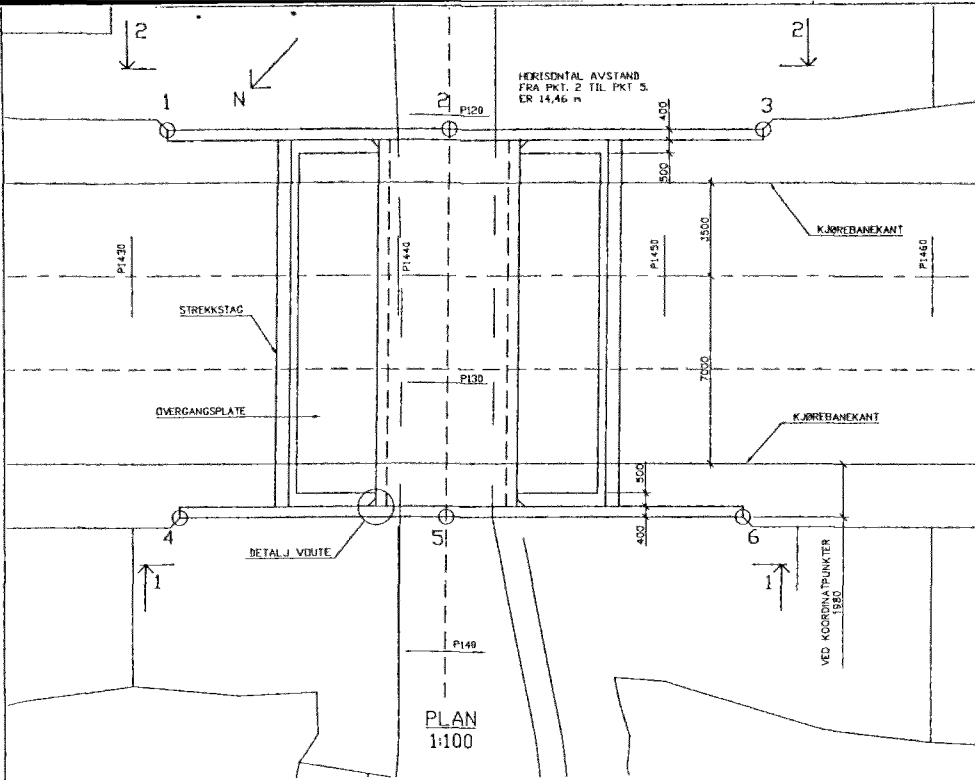 2
2
N
HORISONTAL AVSTAND
FRA PKT. 2 TIL PKT 5.
ER 14,46 m
1
2
P120
3
400
500
KJØREBANEKANT
3500
P1430
P1440
P1450
P1460
STREKKSTAG
7000
P130
ØVERGANGSPLATE
KJØREBANEKANT
500
400
4
5
6
DETALJ VOUTE
1
1
VED KOORDINATPUNKTER
1980
P140
PLAN
1:100